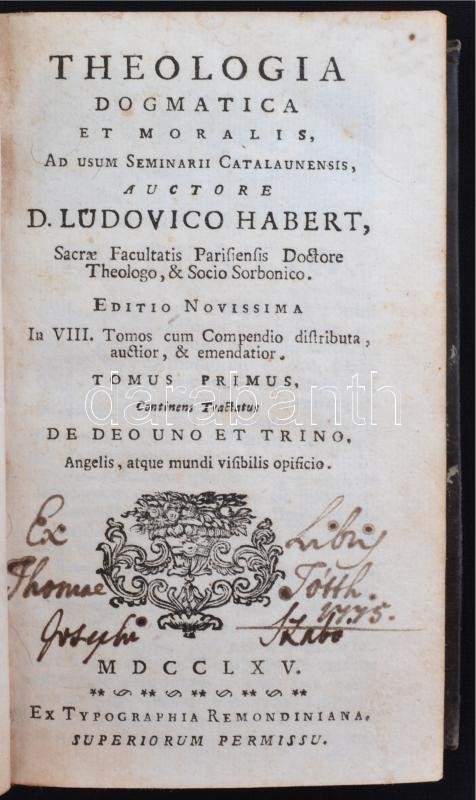 THEOLOGIA
DOGMATICA
ET MORALIS,
AD USUM SEMINARII CATALAUNENSIS,
AUCTORE
D. LUDOVICO HABERT,
Sacræ Facultatis Parisiensis Doctore
Theologo, & Socio Sorbonico.
EDITIO NOVISSIMA
In VIII. Tomos cum Compendio distributa,
auctior, & emendatior.
TOMUS PRIMUS,
Continens Tractatus
darabanth
DE DEO UNO ET TRINO,
Angelis, atque mundi visibilis opificio.
Ex Libris
Thomae Tótth.
1775.
Josephi Szabo
MDCCLXV.
EX TYPOGRAPHIA REMONDINIANA.
SUPERIORUM PERMISSU.